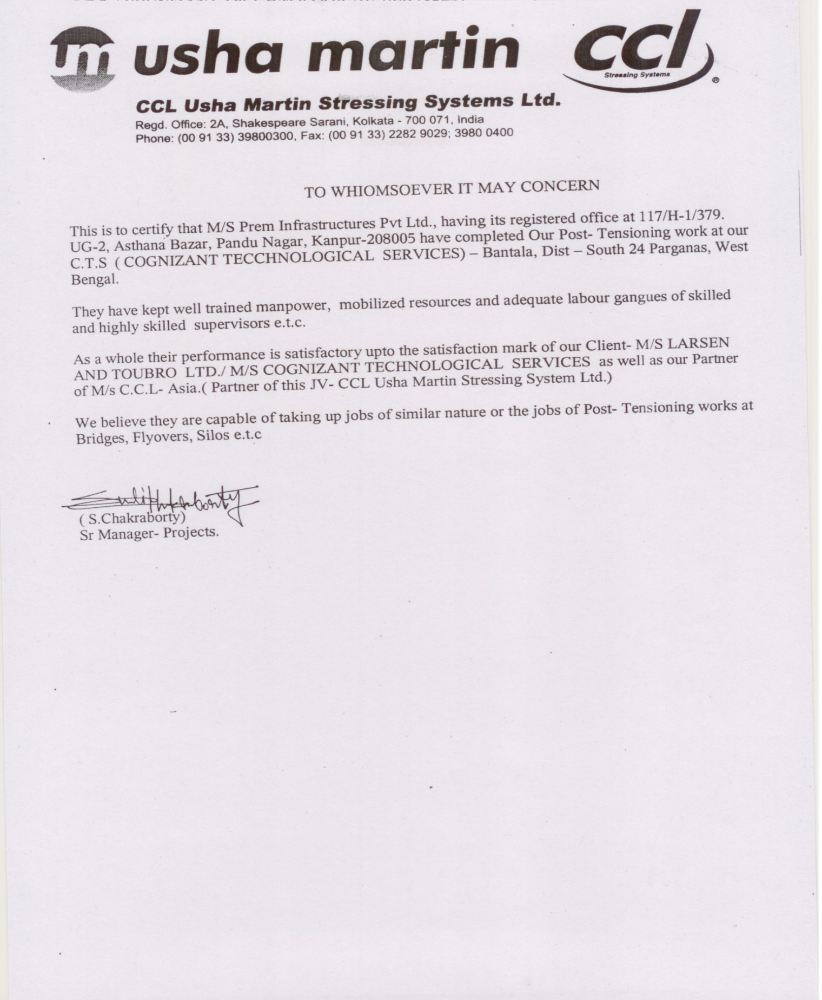 usha martin
ccl
Stressing Systems
®
CCL Usha Martin Stressing Systems Ltd.
Regd. Office: 2A, Shakespeare Sarani, Kolkata - 700 071, India
Phone: (00 91 33) 39800300, Fax: (00 91 33) 2282 9029; 3980 0400
TO WHIOMSOEVER IT MAY CONCERN
This is to certify that M/S Prem Infrastructures Pvt Ltd., having its registered office at 117/H-1/379.
UG-2, Asthana Bazar, Pandu Nagar, Kanpur-208005 have completed Our Post- Tensioning work at our
C.T.S ( COGNIZANT TECCHNOLOGICAL SERVICES) – Bantala, Dist – South 24 Parganas, West
Bengal.
They have kept well trained manpower, mobilized resources and adequate labour gangues of skilled
and highly skilled supervisors e.t.c.
As a whole their performance is satisfactory upto the satisfaction mark of our Client- M/S LARSEN
AND TOUBRO LTD./ M/S COGNIZANT TECHNOLOGICAL SERVICES as well as our Partner
of M/s C.C.L- Asia.( Partner of this JV- CCL Usha Martin Stressing System Ltd.)
We believe they are capable of taking up jobs of similar nature or the jobs of Post- Tensioning works at
Bridges, Flyovers, Silos e.t.c
( S.Chakraborty)
Sr Manager- Projects.